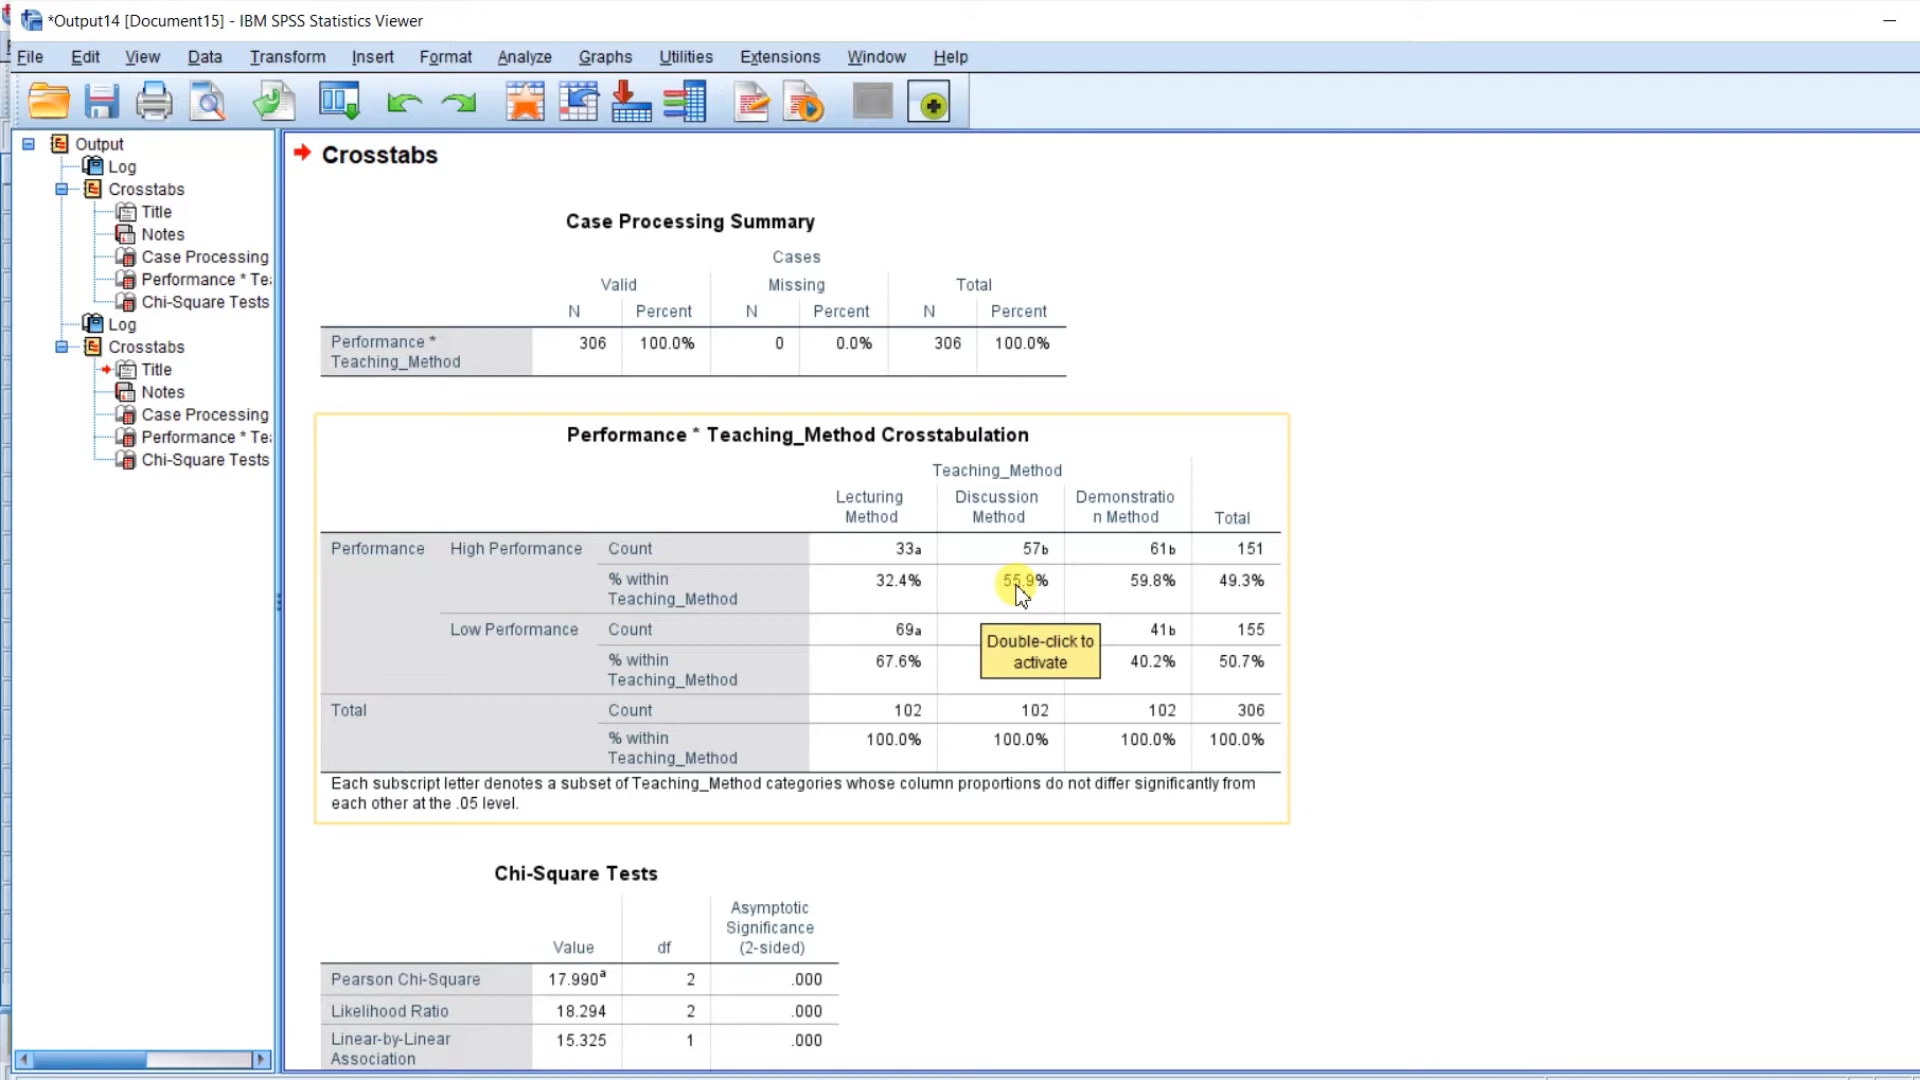 *Output14 [Document15] - IBM SPSS Statistics Viewer
File Edit View Data Transform Insert Format Analyze Graphs Utilities Extensions Window Help
Output
Log
Crosstabs
Title
Notes
Case Processing
Performance * Te
Chi-Square Tests
Log
Crosstabs
Title
Notes
Case Processing
Performance * Te
Chi-Square Tests
Crosstabs
Case Processing Summary
Cases
Valid Missing Total
N Percent N Percent N Percent
Performance * 306 100.0% 0 0.0% 306 100.0%
Teaching_Method
Performance * Teaching_Method Crosstabulation
Teaching_Method
Lecturing Discussion Demonstratio
Method Method n Method Total
Performance High Performance Count 33a 57b 61b 151
% within 32.4% 55.9% 59.8% 49.3%
Teaching_Method
Low Performance Count 69a 41b 155
Double-click to
activate
% within 67.6% 40.2% 50.7%
Teaching_Method
Total Count 102 102 102 306
% within 100.0% 100.0% 100.0% 100.0%
Teaching_Method
Each subscript letter denotes a subset of Teaching_Method categories whose column proportions do not differ significantly from
each other at the .05 level.
Chi-Square Tests
Asymptotic
Significance
Value df (2-sided)
Pearson Chi-Square 17.990a 2 .000
Likelihood Ratio 18.294 2 .000
Linear-by-Linear 15.325 1 .000
Association